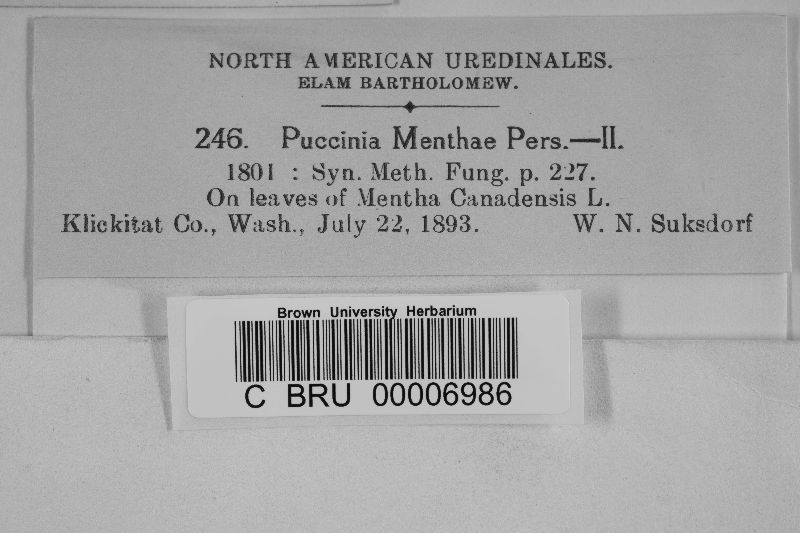 NORTH AMERICAN UREDINALES.
ELAM BARTHOLOMEW.
246. Puccinia Menthae Pers.—II.
1801 : Syn. Meth. Fung. p. 227.
On leaves of Mentha Canadensis L.
Klickitat Co., Wash., July 22, 1893. W. N. Suksdorf
Brown University Herbarium
C BRU 00006986